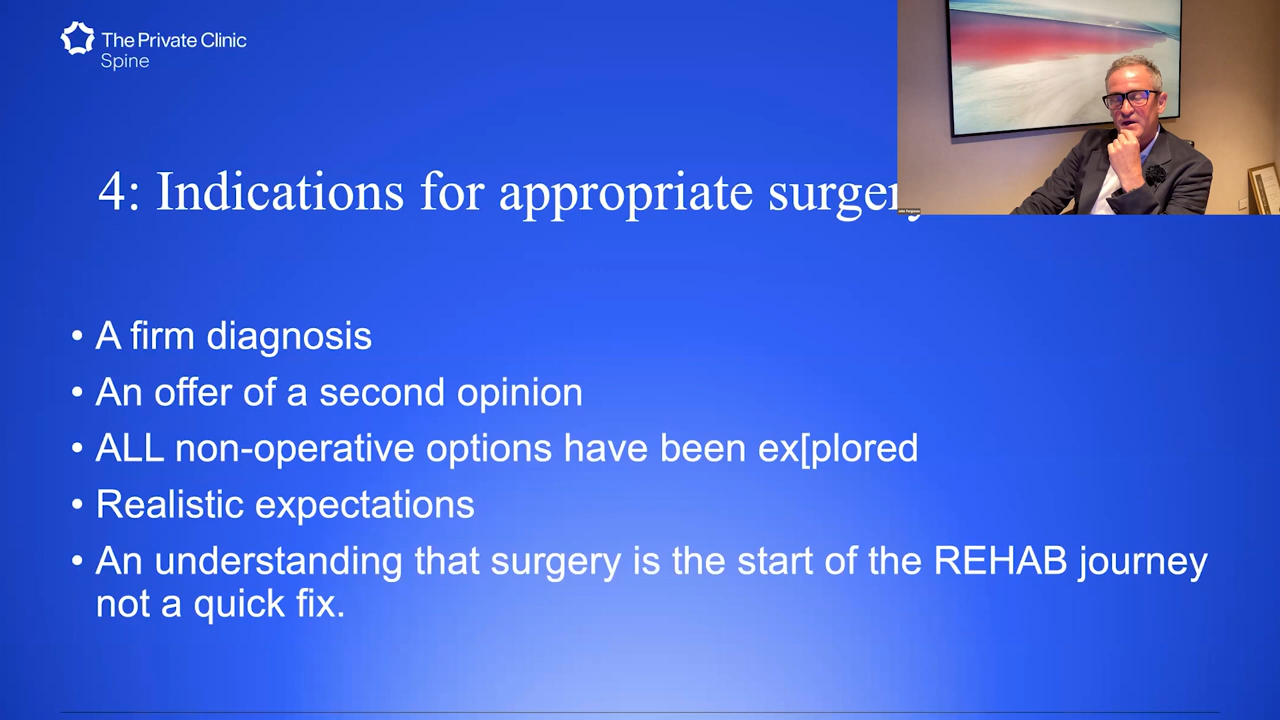 The Private Clinic
Spine
4: Indications for appropriate surgery
• A firm diagnosis
• An offer of a second opinion
• ALL non-operative options have been ex[plored
• Realistic expectations
• An understanding that surgery is the start of the REHAB journey
not a quick fix.